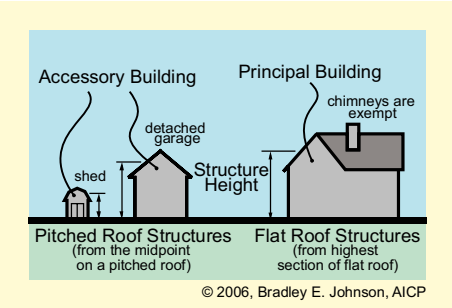 Accessory Building
Principal Building
chimneys are
exempt
detached
garage
shed
Structure
Height
Pitched Roof Structures
(from the midpoint
on a pitched roof)
Flat Roof Structures
(from highest
section of flat roof)
© 2006, Bradley E. Johnson, AICP